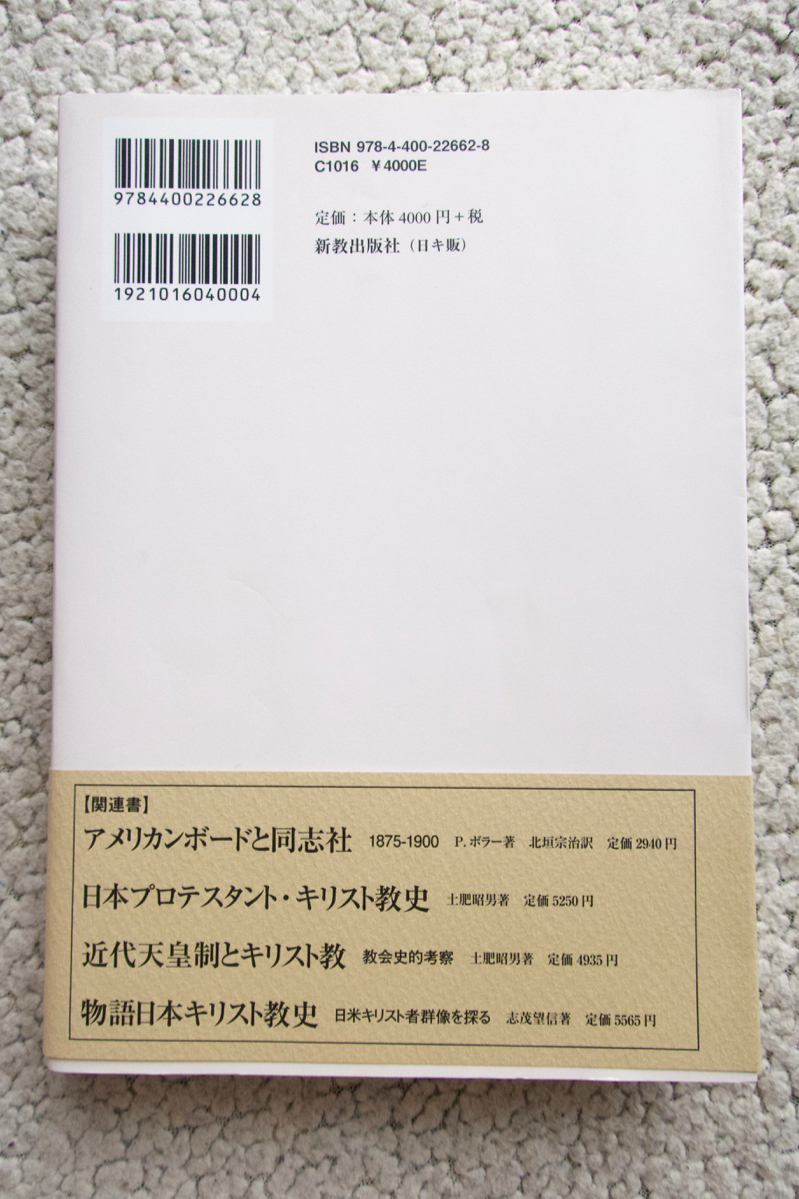 ISBN 978-4-400-22662-8
C1016 ￥4000E
9784400226628
定価：本体 4000 円＋税
新教出版社（日キ販）
1921016040004
【関連書】
アメリカンボードと同志社 1875-1900 P. ボラー著 北垣宗治訳 定価 2940 円
日本プロテスタント・キリスト教史 土肥昭男著 定価 5250 円
近代天皇制とキリスト教 教会史的考察 土肥昭男著 定価 4935 円
物語日本キリスト教史 日米キリスト者群像を探る 志茂望信著 定価 5565 円